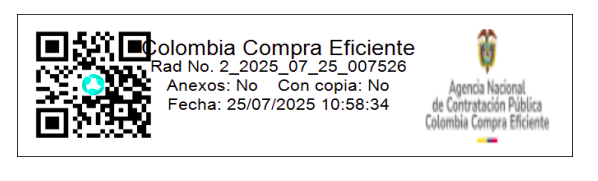 Colombia Compra Eficiente
Rad No. 2_2025_07_25_007526
Anexos: No Con copia: No
Fecha: 25/07/2025 10:58:34
Agencia Nacional
de Contratación Pública
Colombia Compra Eficiente